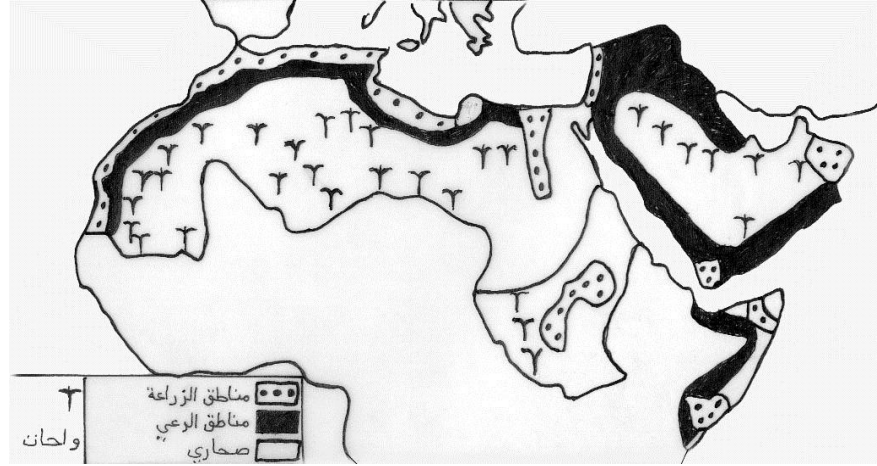 مناطق الزراعة
مناطق الرعي
صحاري
واحات